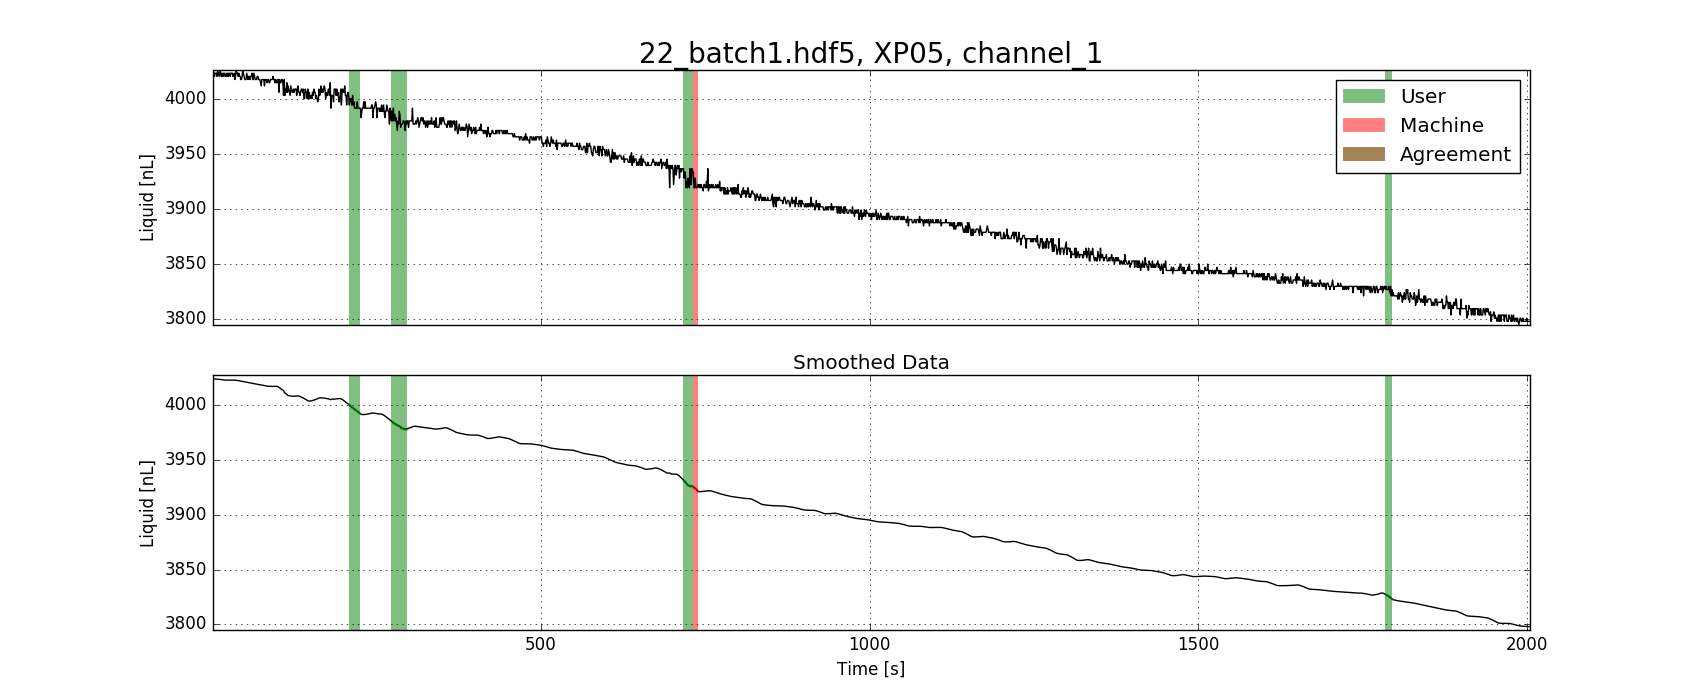 22_batch1.hdf5, XP05, channel_1
4000
3950
3900
3850
3800
Liquid [nL]
User
Machine
Agreement
Smoothed Data
4000
3950
3900
3850
3800
Liquid [nL]
500
1000
1500
2000
Time [s]